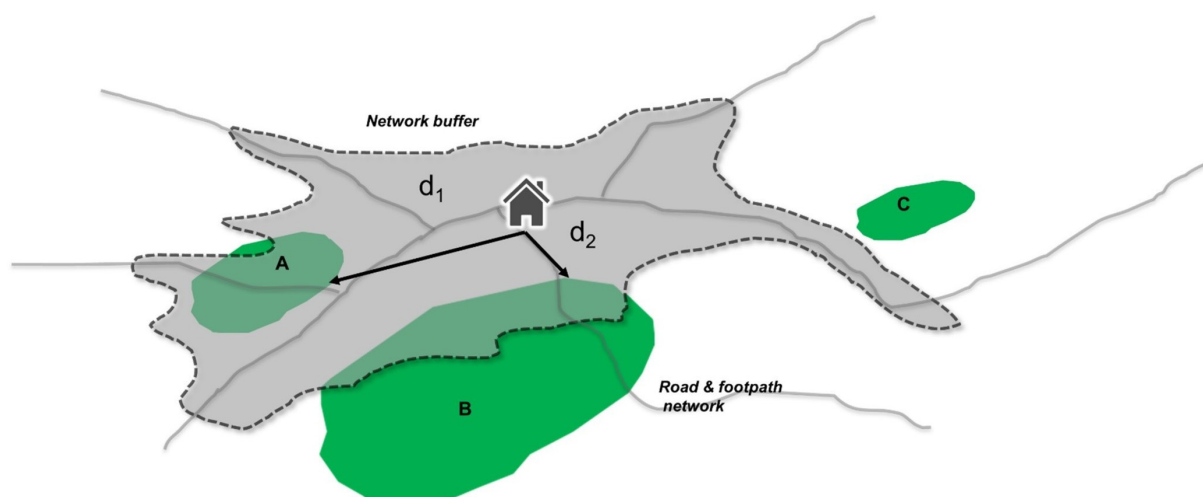 Network buffer
d1
d2
A
C
B
Road & footpath
network